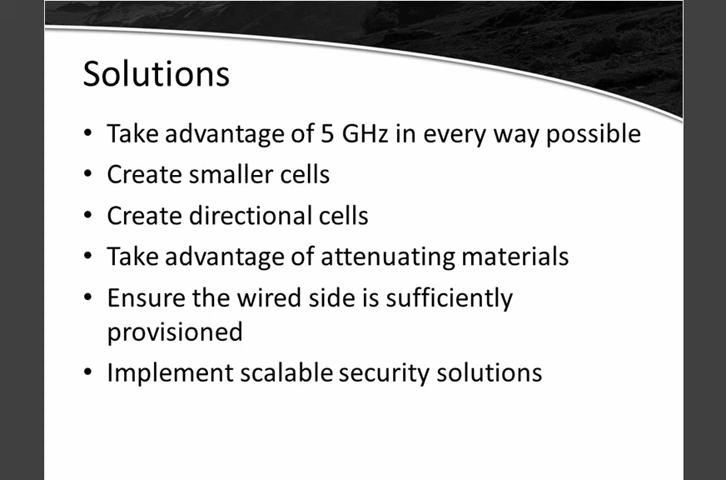 Solutions
• Take advantage of 5 GHz in every way possible
• Create smaller cells
• Create directional cells
• Take advantage of attenuating materials
• Ensure the wired side is sufficiently
provisioned
• Implement scalable security solutions